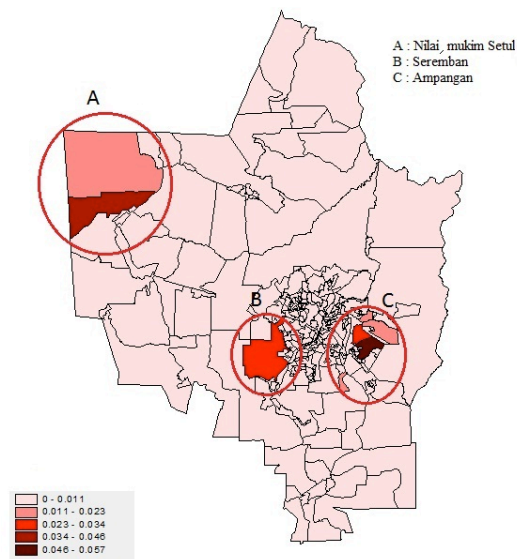 A : Nilai, mukim Setul
B : Seremban
C : Ampangan
A
B
C
0 - 0.011
0.011 - 0.023
0.023 - 0.034
0.034 - 0.046
0.046 - 0.057